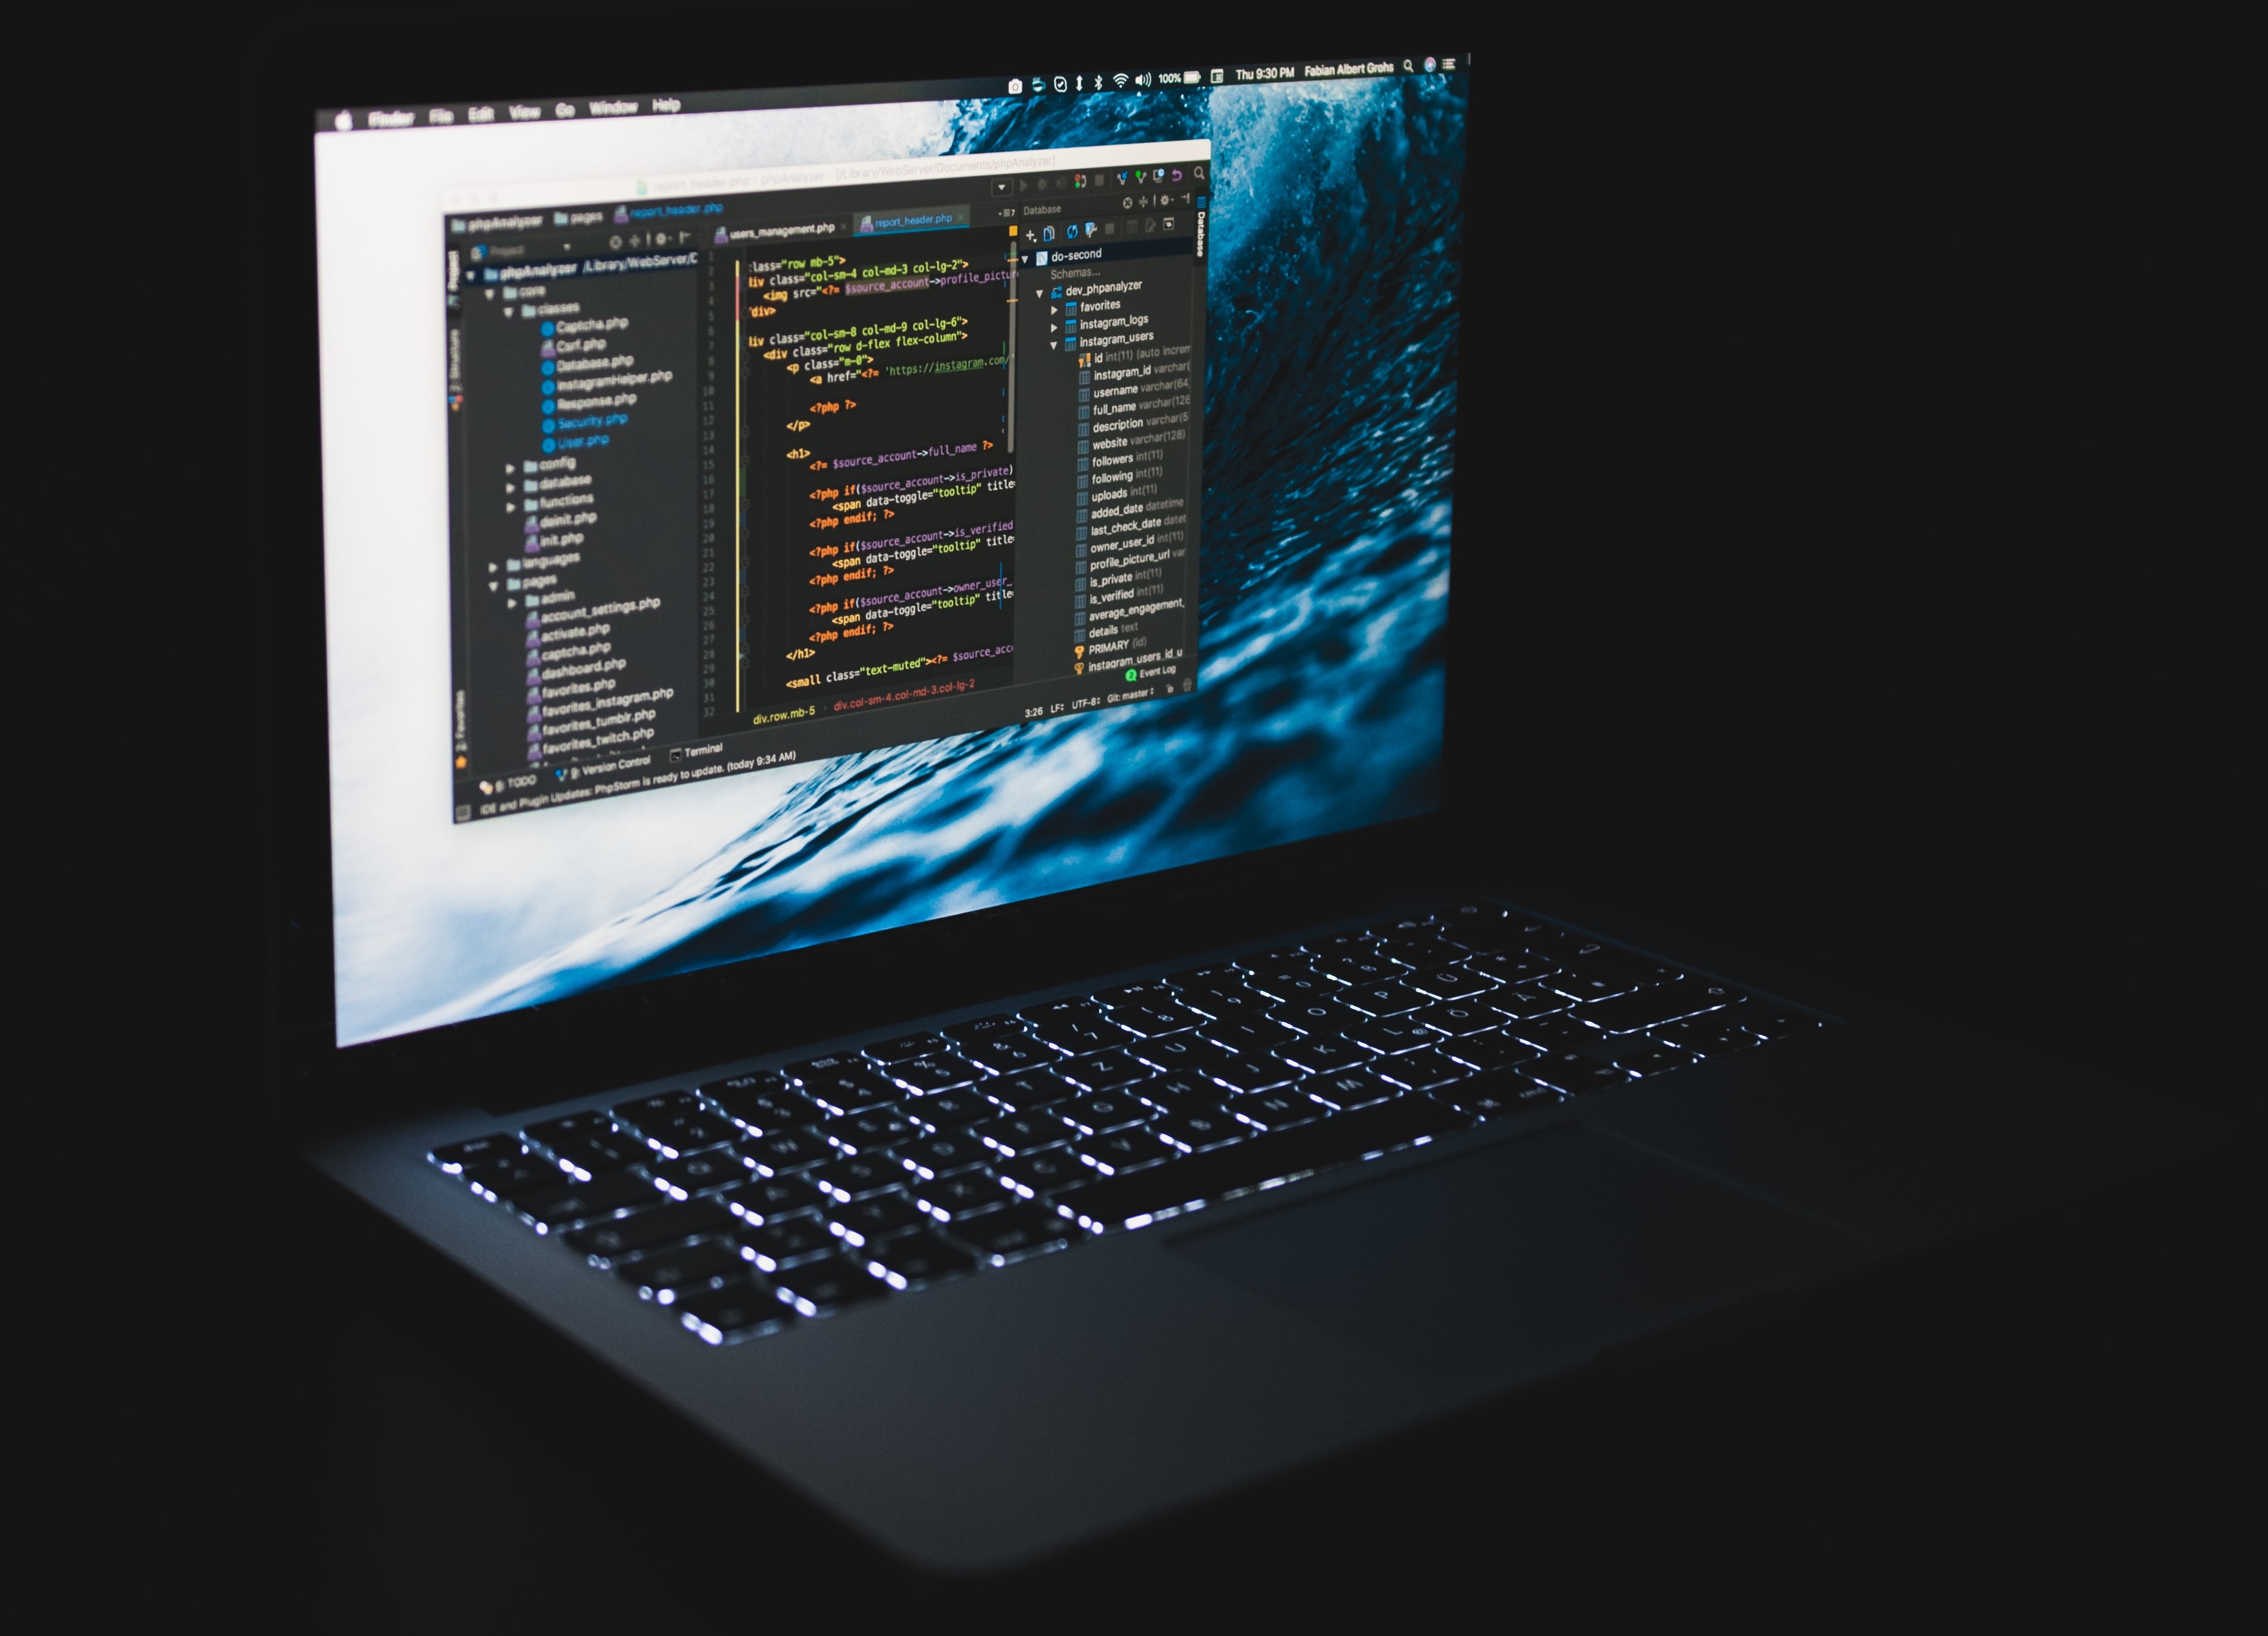 Finder File Edit View Go Window Help
100% Thu 9:30 PM Fabian Albert Grohs
report_header.php - phpAnalyzer - [/Library/WebServer/Documents/phpAnalyzer]
phpAnalyzer pages report_header.php
Project
phpAnalyzer /Library/WebServer/D
core
classes
Captcha.php
Csrf.php
Database.php
InstagramHelper.php
Response.php
Security.php
User.php
config
database
functions
deinit.php
init.php
languages
pages
admin
account_settings.php
activate.php
captcha.php
dashboard.php
favorites.php
favorites_instagram.php
favorites_tumblr.php
favorites_twitch.php
users_management.php report_header.php
lass="row mb-5">
iv class="col-sm-4 col-md-3 col-lg-2">
<img src="<?= $source_account->profile_pictur
div>
iv class="col-sm-8 col-md-9 col-lg-6">
<div class="row d-flex flex-column">
<p class="m-0">
<a href="<?= 'https://instagram.com/
<?php ?>
</p>
<h1>
<?= $source_account->full_name ?>
<?php if($source_account->is_private)
<span data-toggle="tooltip" title=
<?php endif; ?>
<?php if($source_account->is_verified
<span data-toggle="tooltip" title=
<?php endif; ?>
<?php if($source_account->owner_user_
<span data-toggle="tooltip" title=
<?php endif; ?>
</h1>
<small class="text-muted"><?= $source_acc
div.row.mb-5 div.col-sm-4.col-md-3.col-lg-2
Database
Database
do-second
Schemas...
dev_phpanalyzer
favorites
instagram_logs
instagram_users
id int(11) (auto increm
instagram_id varchar(
username varchar(64
full_name varchar(128
description varchar(5
website varchar(128)
followers int(11)
following int(11)
uploads int(11)
added_date datetime
last_check_date datet
owner_user_id int(11)
profile_picture_url var
is_private int(11)
is_verified int(11)
average_engagement_
details text
PRIMARY (id)
instagram_users_id_u
Event Log
3:26 LF UTF-8 Git: master
TODO 9: Version Control Terminal
IDE and Plugin Updates: PhpStorm is ready to update. (today 9:34 AM)